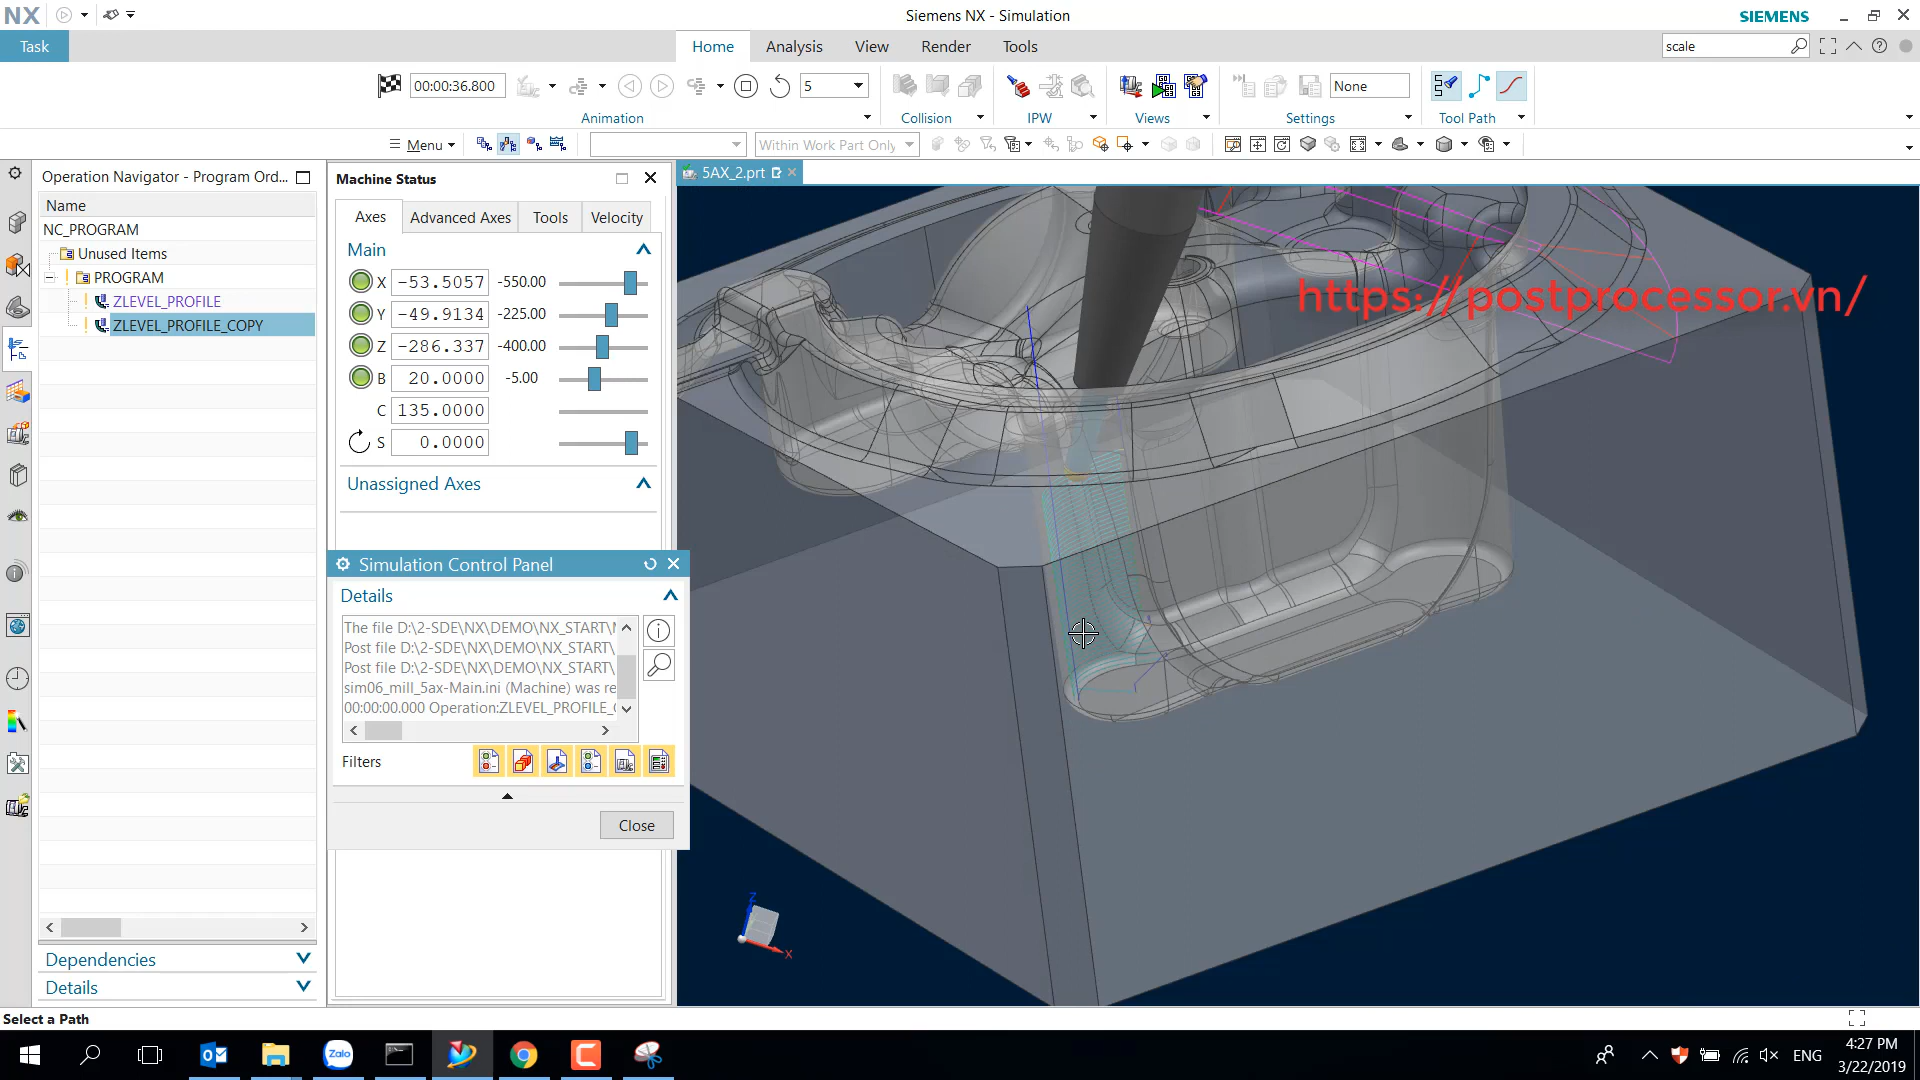 NX
Siemens NX - Simulation
SIEMENS
Task
Home
Analysis
View
Render
Tools
scale
00:00:36.800
5
None
Animation
Collision
IPW
Views
Settings
Tool Path
Menu
Within Work Part Only
Operation Navigator - Program Ord...
Machine Status
5AX_2.prt
Name
Axes
Advanced Axes
Tools
Velocity
NC_PROGRAM
Unused Items
PROGRAM
ZLEVEL_PROFILE
ZLEVEL_PROFILE_COPY
Main
X -53.5057 -550.00
Y -49.9134 -225.00
Z -286.337 -400.00
B 20.0000 -5.00
C 135.0000
S 0.0000
Unassigned Axes
https://postprocessor.vn/
Simulation Control Panel
Details
The file D:\2-SDE\NX\DEMO\NX_START\
Post file D:\2-SDE\NX\DEMO\NX_START\
Post file D:\2-SDE\NX\DEMO\NX_START\
sim06_mill_5ax-Main.ini (Machine) was re
00:00:00.000 Operation:ZLEVEL_PROFILE_
Filters
Close
Z
X
Dependencies
Details
Select a Path
Zalo
ENG
4:27 PM
3/22/2019